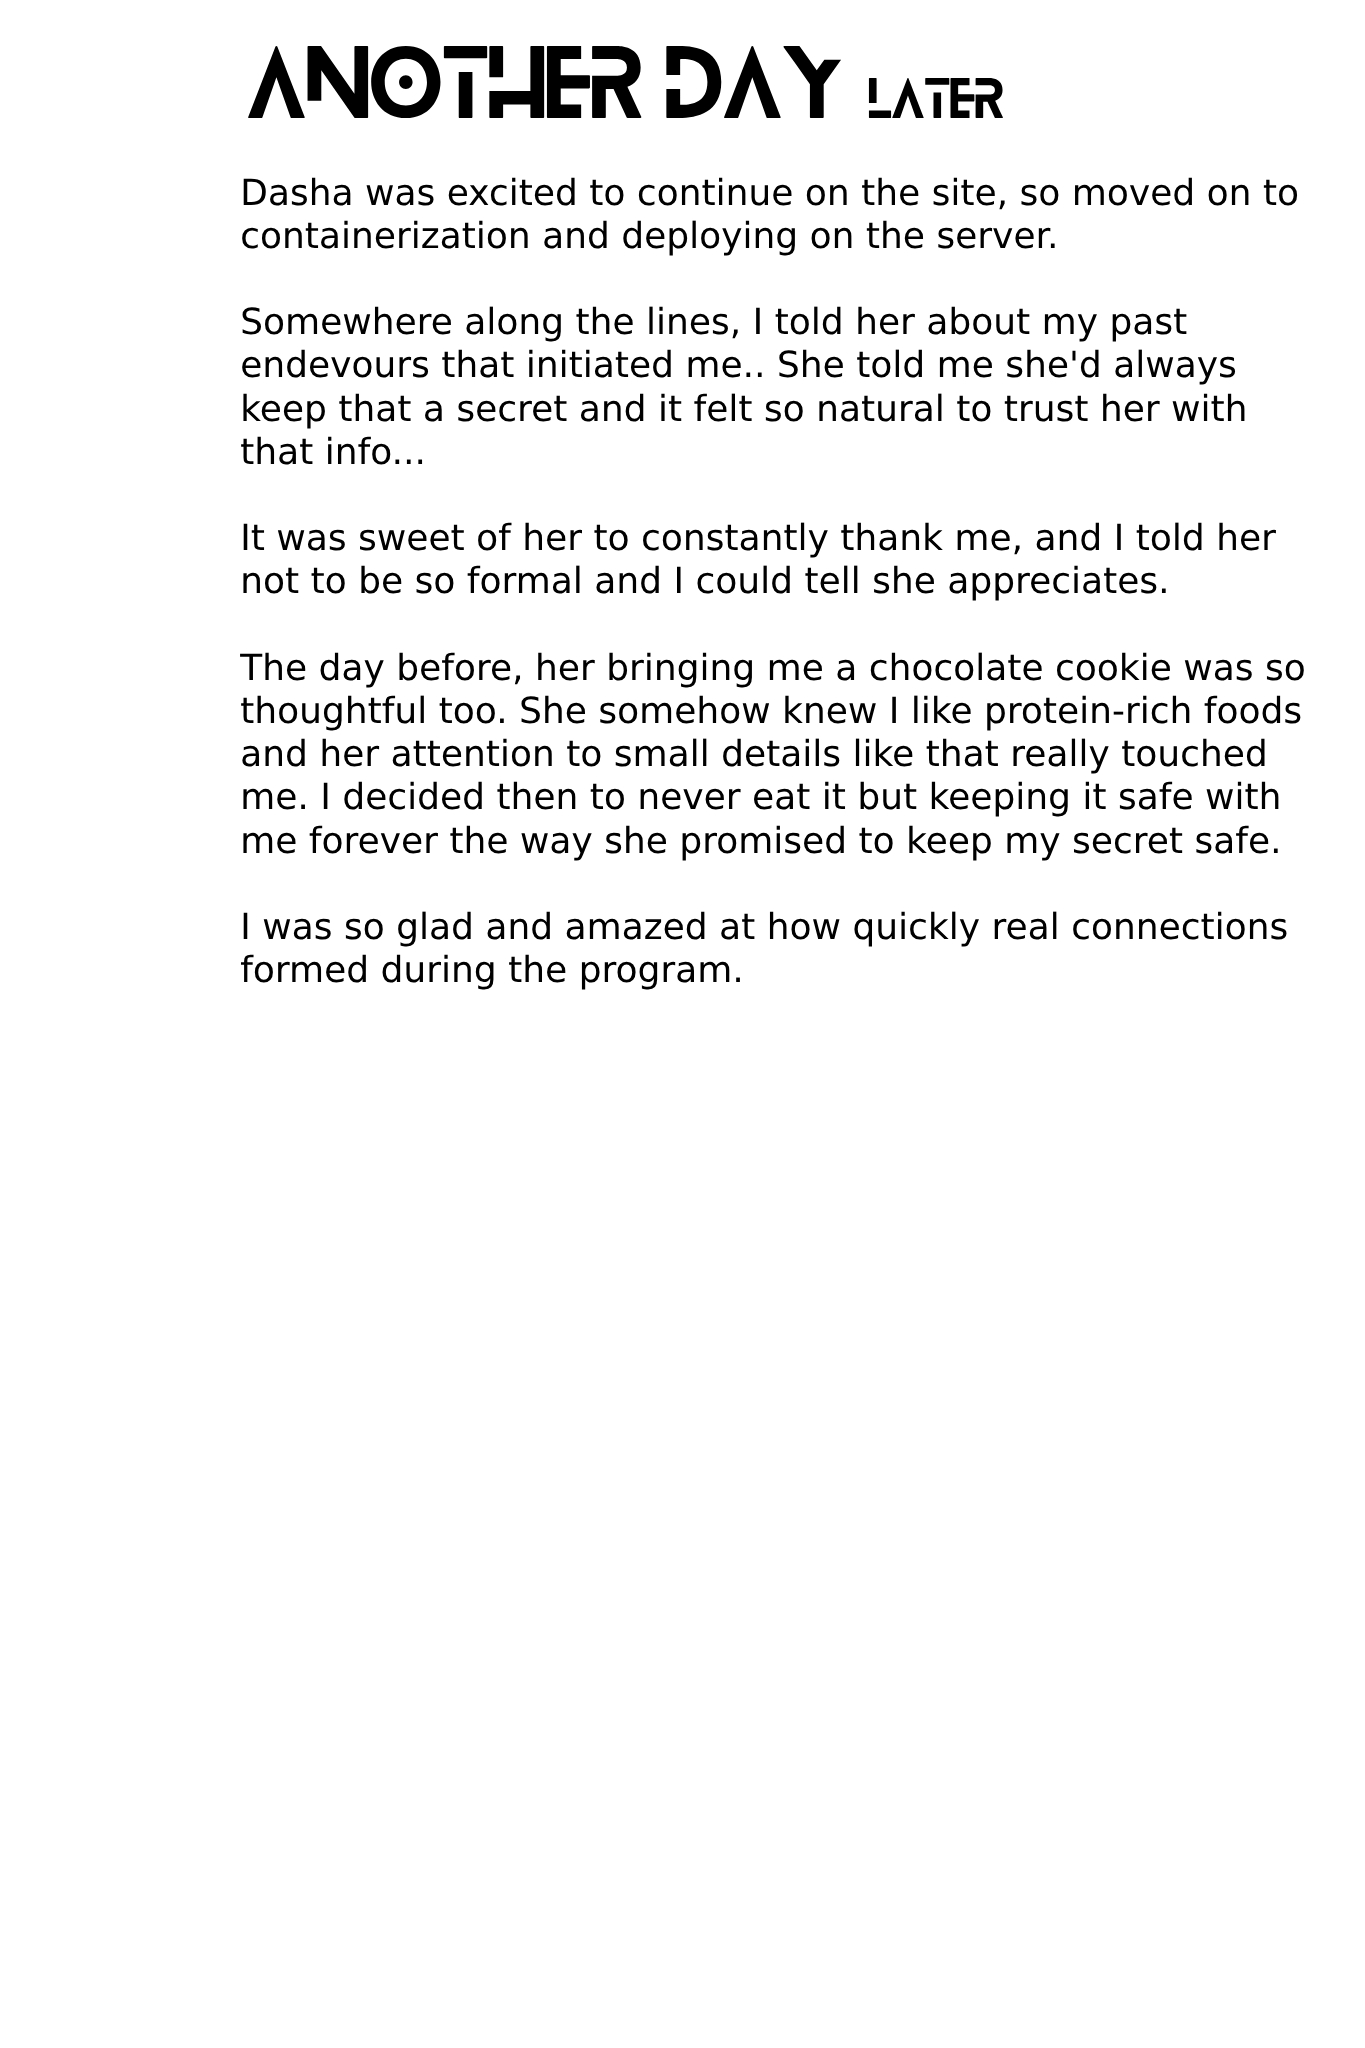 ANOTHER DAY LATER
Dasha was excited to continue on the site, so moved on to
containerization and deploying on the server.
Somewhere along the lines, I told her about my past
endevours that initiated me.. She told me she'd always
keep that a secret and it felt so natural to trust her with
that info...
It was sweet of her to constantly thank me, and I told her
not to be so formal and I could tell she appreciates.
The day before, her bringing me a chocolate cookie was so
thoughtful too. She somehow knew I like protein-rich foods
and her attention to small details like that really touched
me. I decided then to never eat it but keeping it safe with
me forever the way she promised to keep my secret safe.
I was so glad and amazed at how quickly real connections
formed during the program.